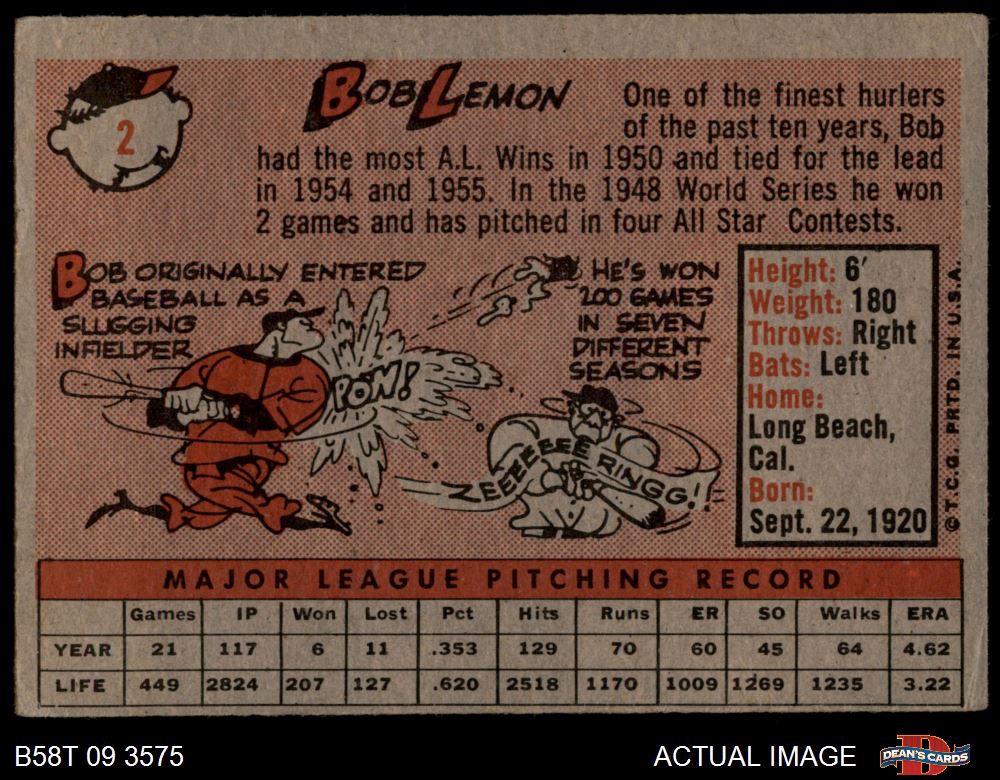 2
BOB LEMON
One of the finest hurlers
of the past ten years, Bob
had the most A.L. Wins in 1950 and tied for the lead
in 1954 and 1955. In the 1948 World Series he won
2 games and has pitched in four All Star Contests.
BOB ORIGINALLY ENTERED
BASEBALL AS A
SLUGGING
INFIELDER
POW!
HE'S WON
200 GAMES
IN SEVEN
DIFFERENT
SEASONS
ZEEEEEEEE RINGG!!
Height: 6'
Weight: 180
Throws: Right
Bats: Left
Home:
Long Beach,
Cal.
Born:
Sept. 22, 1920
© T.C.G. PRTD. IN U.S.A.
MAJOR LEAGUE PITCHING RECORD
Games IP Won Lost Pct Hits Runs ER SO Walks ERA
YEAR 21 117 6 11 .353 129 70 60 45 64 4.62
LIFE 449 2824 207 127 .620 2518 1170 1009 1269 1235 3.22
B58T 09 3575
ACTUAL IMAGE
D
DEAN'S CARDS